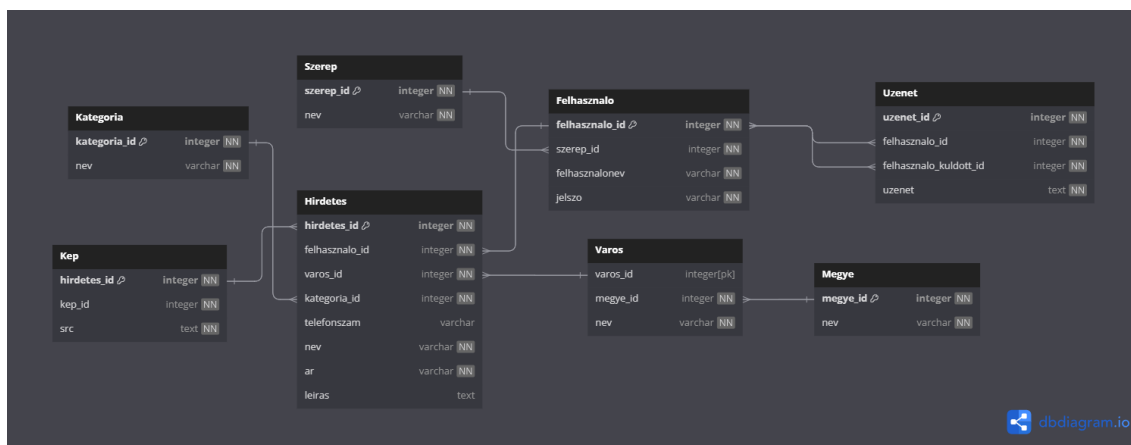 Szerep
szerep_id integer NN
nev varchar NN
Kategoria
kategoria_id integer NN
nev varchar NN
Felhasznalo
felhasznalo_id integer NN
szerep_id integer NN
felhasznalonev varchar NN
jelszo varchar NN
Uzenet
uzenet_id integer NN
felhasznalo_id integer NN
felhasznalo_kuldott_id integer NN
uzenet text NN
Hirdetes
hirdetes_id integer NN
felhasznalo_id integer NN
varos_id integer NN
kategoria_id integer NN
telefonszam varchar
nev varchar NN
ar varchar NN
leiras text
Kep
hirdetes_id integer NN
kep_id integer NN
src text NN
Varos
varos_id integer[pk]
megye_id integer NN
nev varchar NN
Megye
megye_id integer NN
nev varchar NN
dbdiagram.io